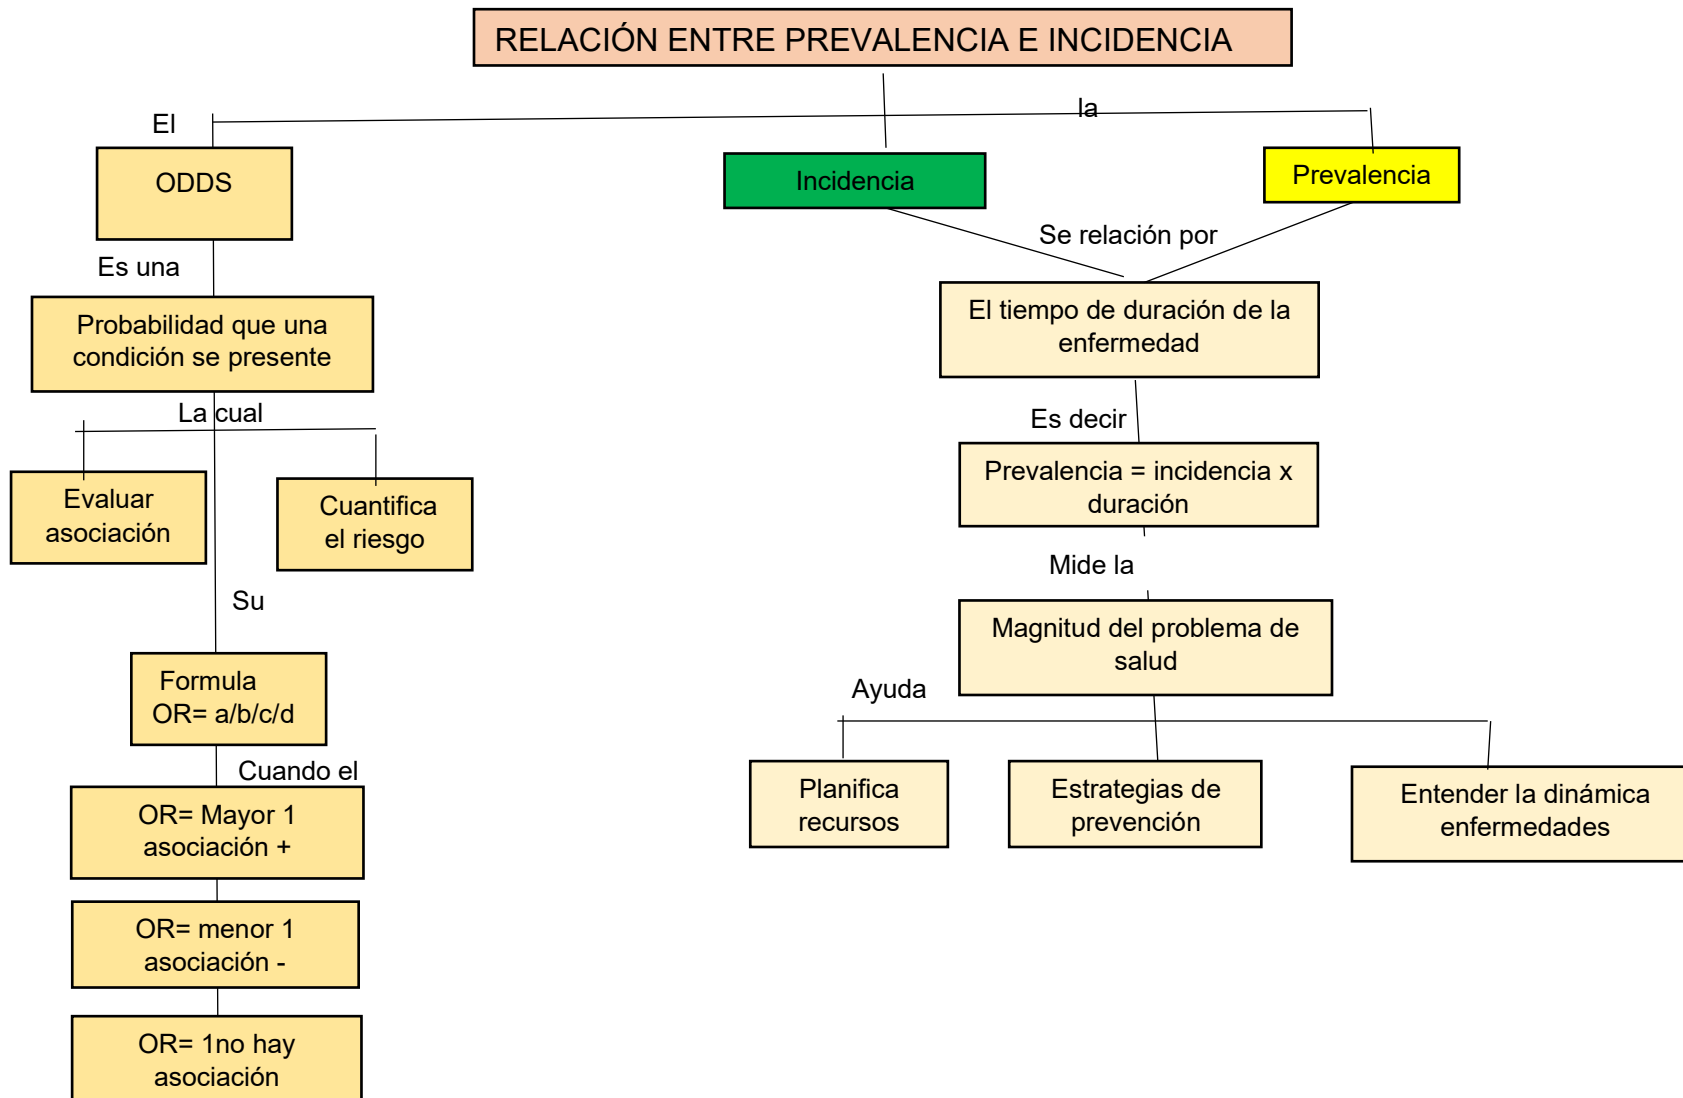 RELACIÓN ENTRE PREVALENCIA E INCIDENCIA
El
la
ODDS
Incidencia
Prevalencia
Es una
Se relación por
Probabilidad que una
condición se presente
El tiempo de duración de la
enfermedad
La cual
Es decir
Evaluar
asociación
Cuantifica
el riesgo
Prevalencia = incidencia x
duración
Mide la
Su
Magnitud del problema de
salud
Formula
OR= a/b/c/d
Ayuda
Cuando el
Planifica
recursos
Estrategias de
prevención
Entender la dinámica
enfermedades
OR= Mayor 1
asociación +
OR= menor 1
asociación -
OR= 1no hay
asociación